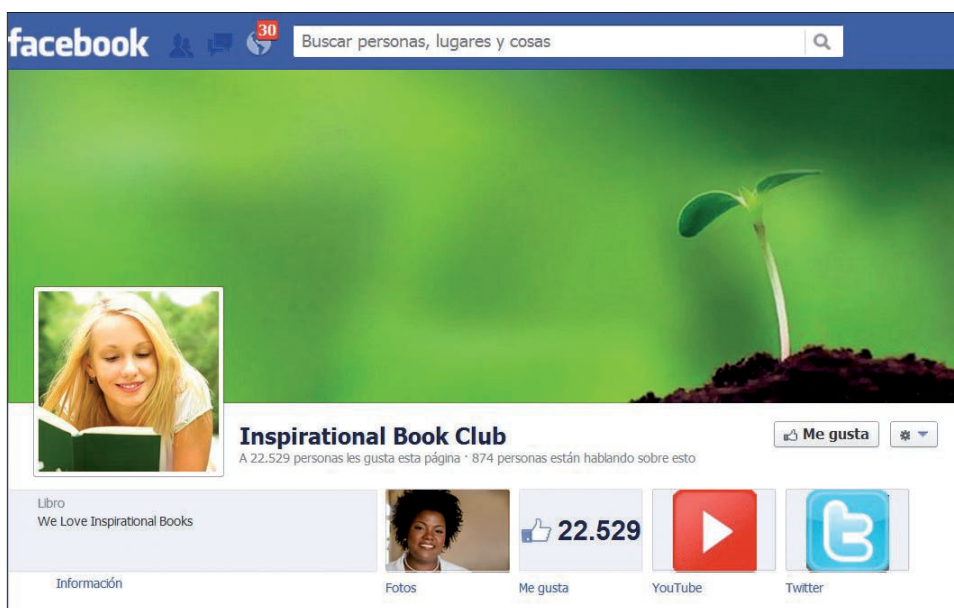 facebook
30
Buscar personas, lugares y cosas
Inspirational Book Club
Me gusta
A 22.529 personas les gusta esta página · 874 personas están hablando sobre esto
Libro
We Love Inspirational Books
22.529
Información
Fotos
Me gusta
YouTube
Twitter